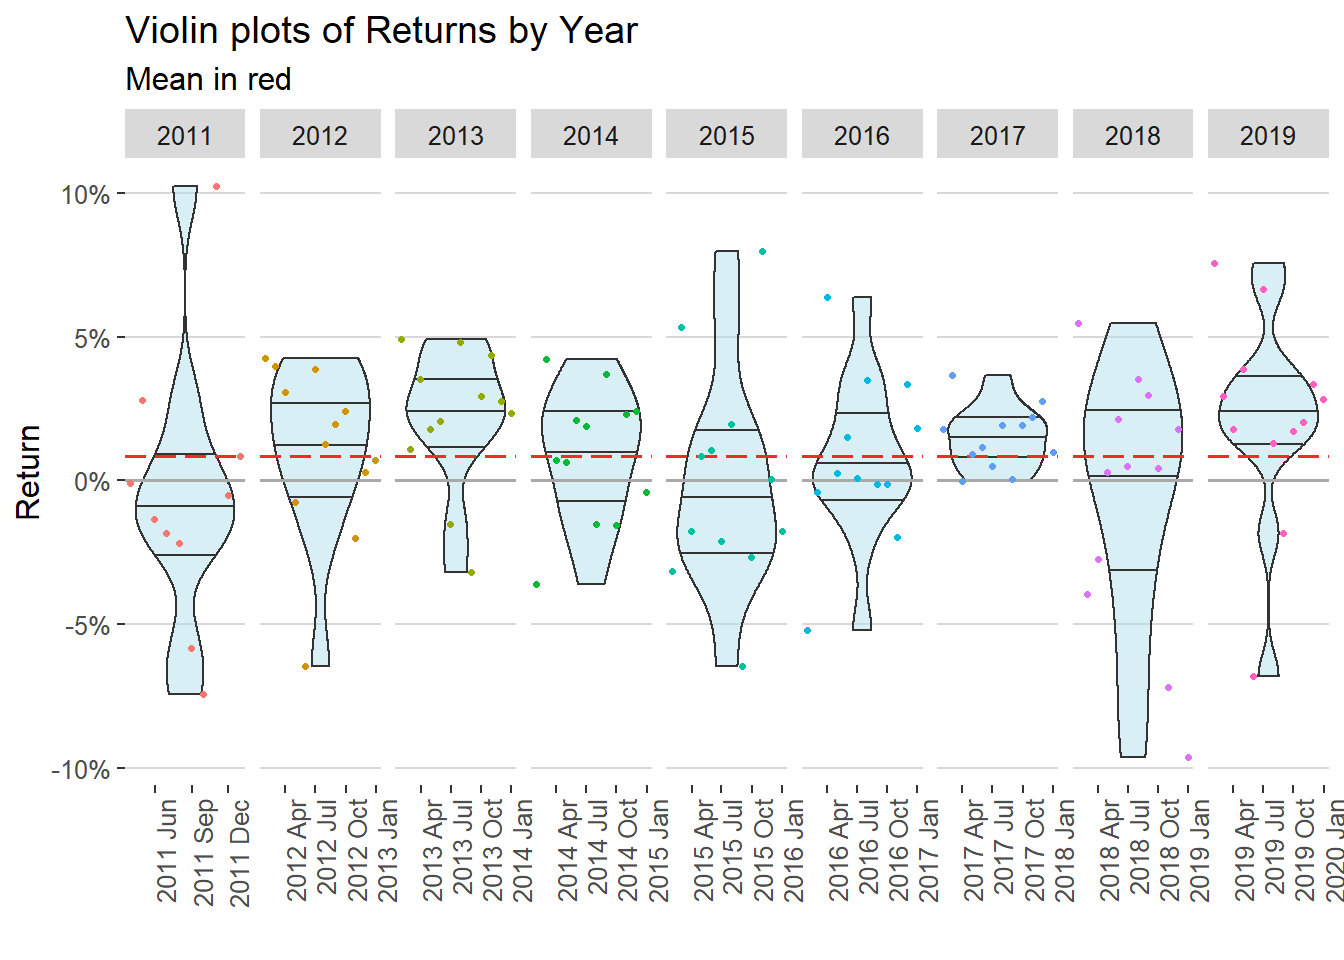 Violin plots of Returns by Year
Mean in red
2011 2012 2013 2014 2015 2016 2017 2018 2019
10%
5%
0%
-5%
-10%
Return
2011 Jun
2011 Sep
2011 Dec
2012 Apr
2012 Jul
2012 Oct
2013 Jan
2013 Apr
2013 Jul
2013 Oct
2014 Jan
2014 Apr
2014 Jul
2014 Oct
2015 Jan
2015 Apr
2015 Jul
2015 Oct
2016 Jan
2016 Apr
2016 Jul
2016 Oct
2017 Jan
2017 Apr
2017 Jul
2017 Oct
2018 Jan
2018 Apr
2018 Jul
2018 Oct
2019 Jan
2019 Apr
2019 Jul
2019 Oct
2020 Jan